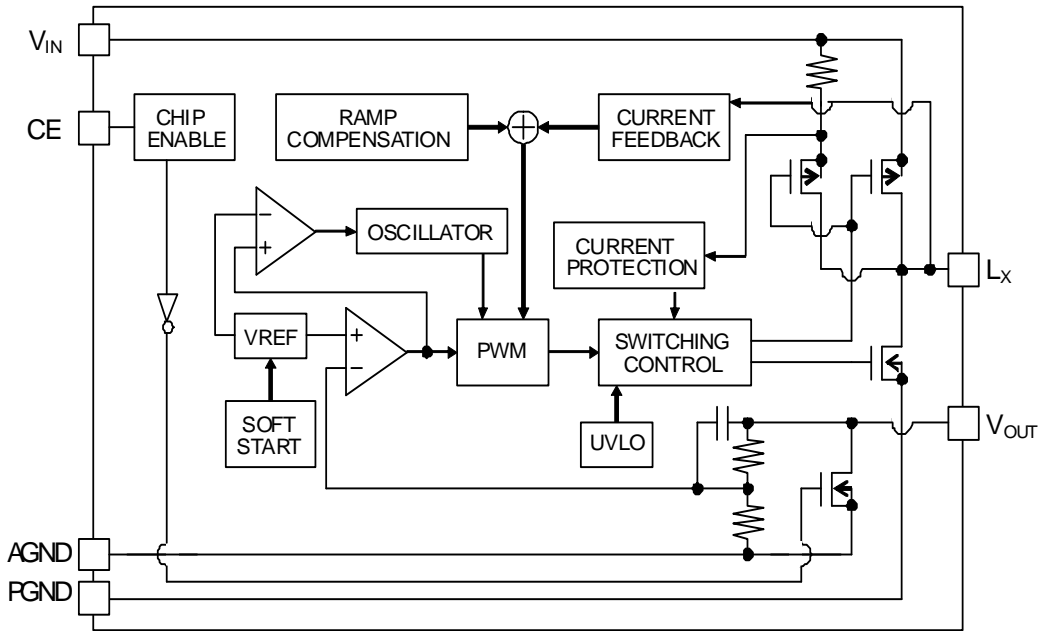 VIN
CE
CHIP
ENABLE
RAMP
COMPENSATION
+
CURRENT
FEEDBACK
−
+
OSCILLATOR
CURRENT
PROTECTION
LX
VREF
+
−
PWM
SWITCHING
CONTROL
SOFT
START
UVLO
VOUT
AGND
PGND